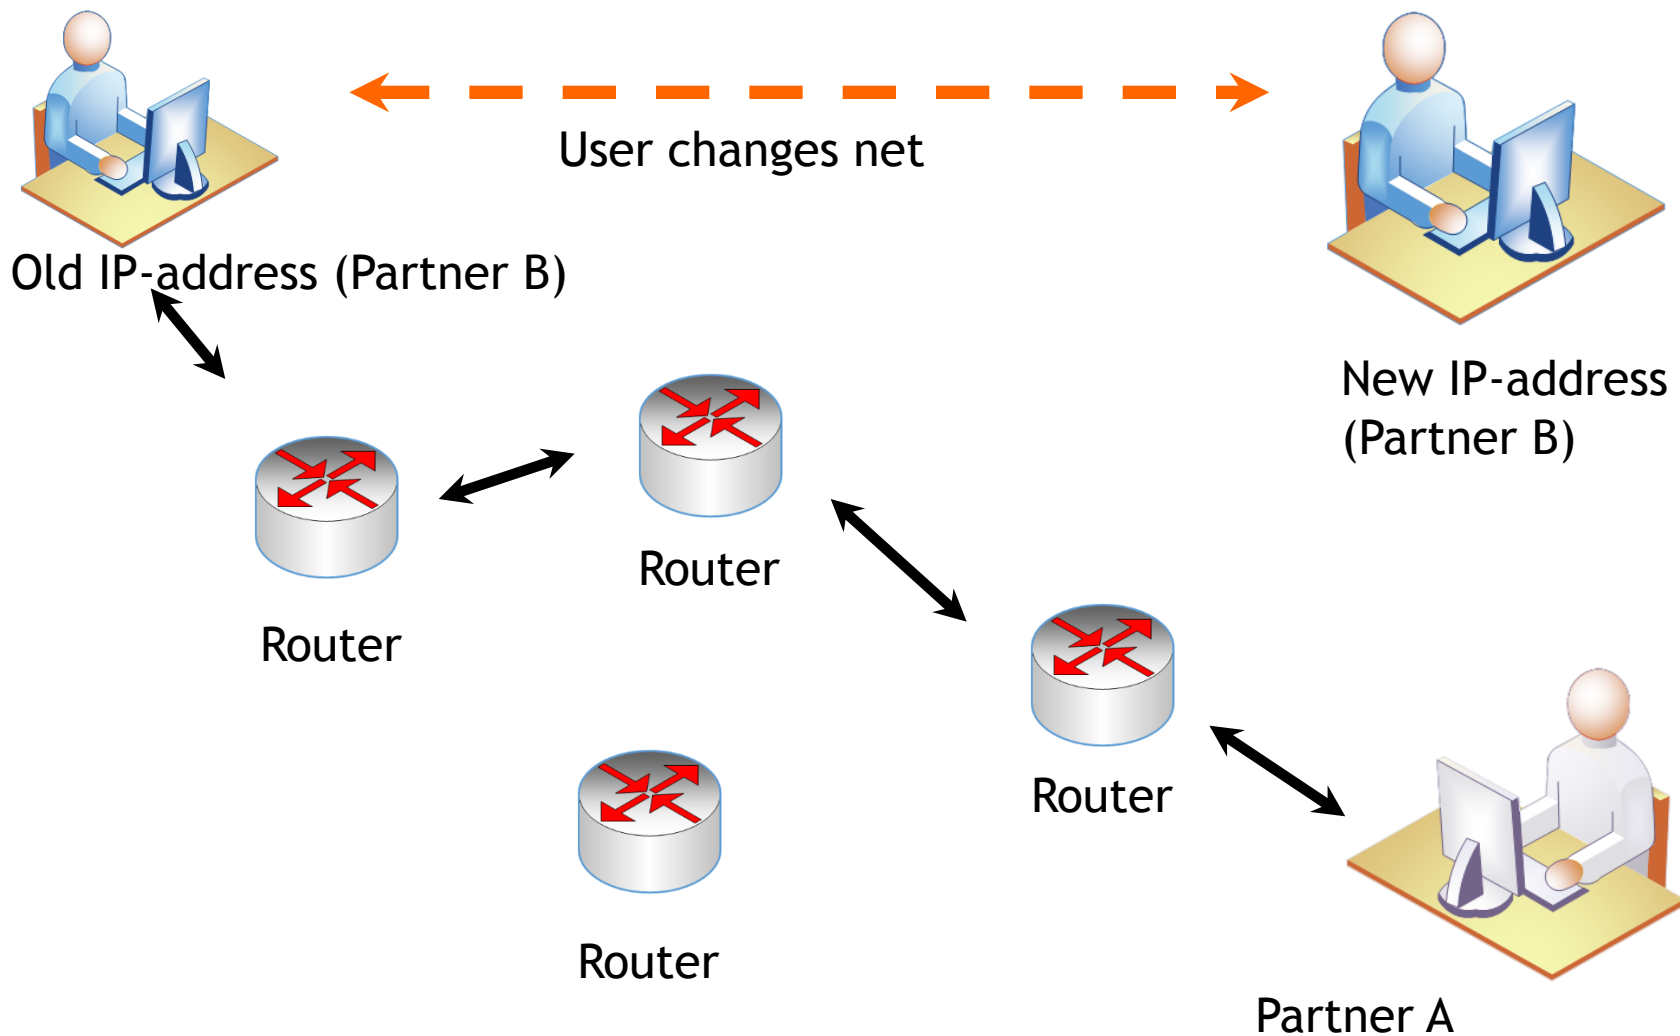 User changes net
Old IP-address (Partner B)
New IP-address
(Partner B)
Router
Router
Router
Router
Partner A